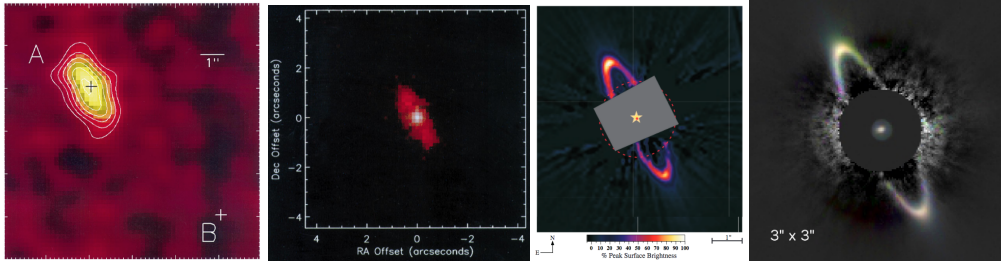 A
1"
B
Dec Offset (arcseconds)
4
2
0
-2
-4
4
2
0
-2
-4
RA Offset (arcseconds)
N
E
0 10 20 30 40 50 60 70 80 90 100
% Peak Surface Brightness
1"
3" x 3"